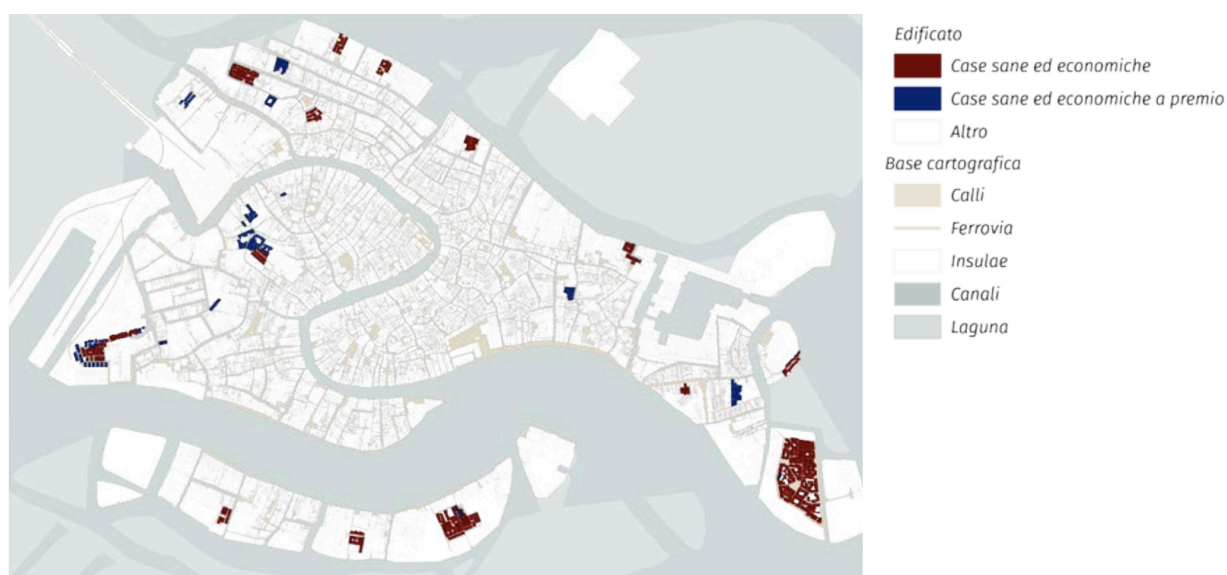 Edificato
Case sane ed economiche
Case sane ed economiche a premio
Altro
Base cartografica
Calli
Ferrovia
Insulae
Canali
Laguna